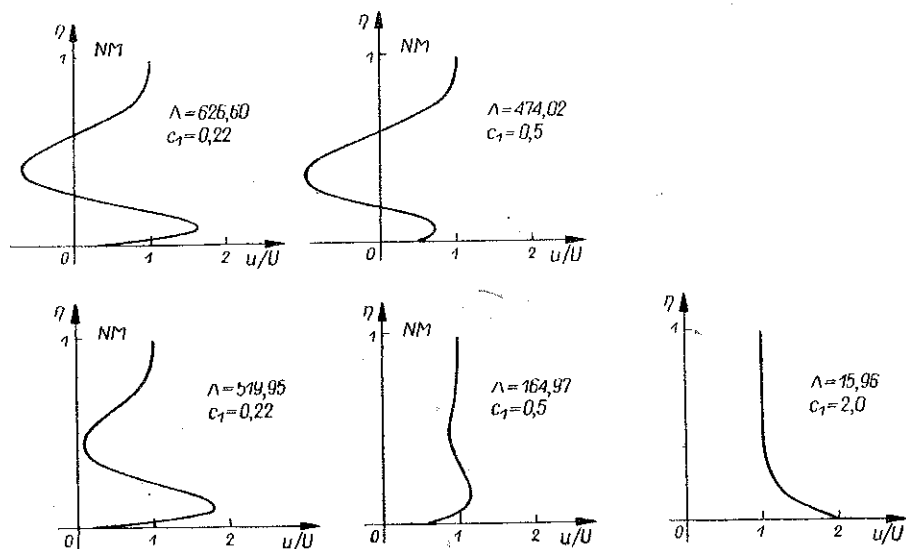 η
1
NM
Λ=626,60
c₁=0,22
0
1
2
u/U
η
1
NM
Λ=474,02
c₁=0,5
0
1
2
u/U
η
1
NM
Λ=519,95
c₁=0,22
0
1
2
u/U
η
1
NM
Λ=164,97
c₁=0,5
0
1
2
u/U
η
1
Λ=15,96
c₁=2,0
0
1
2
u/U